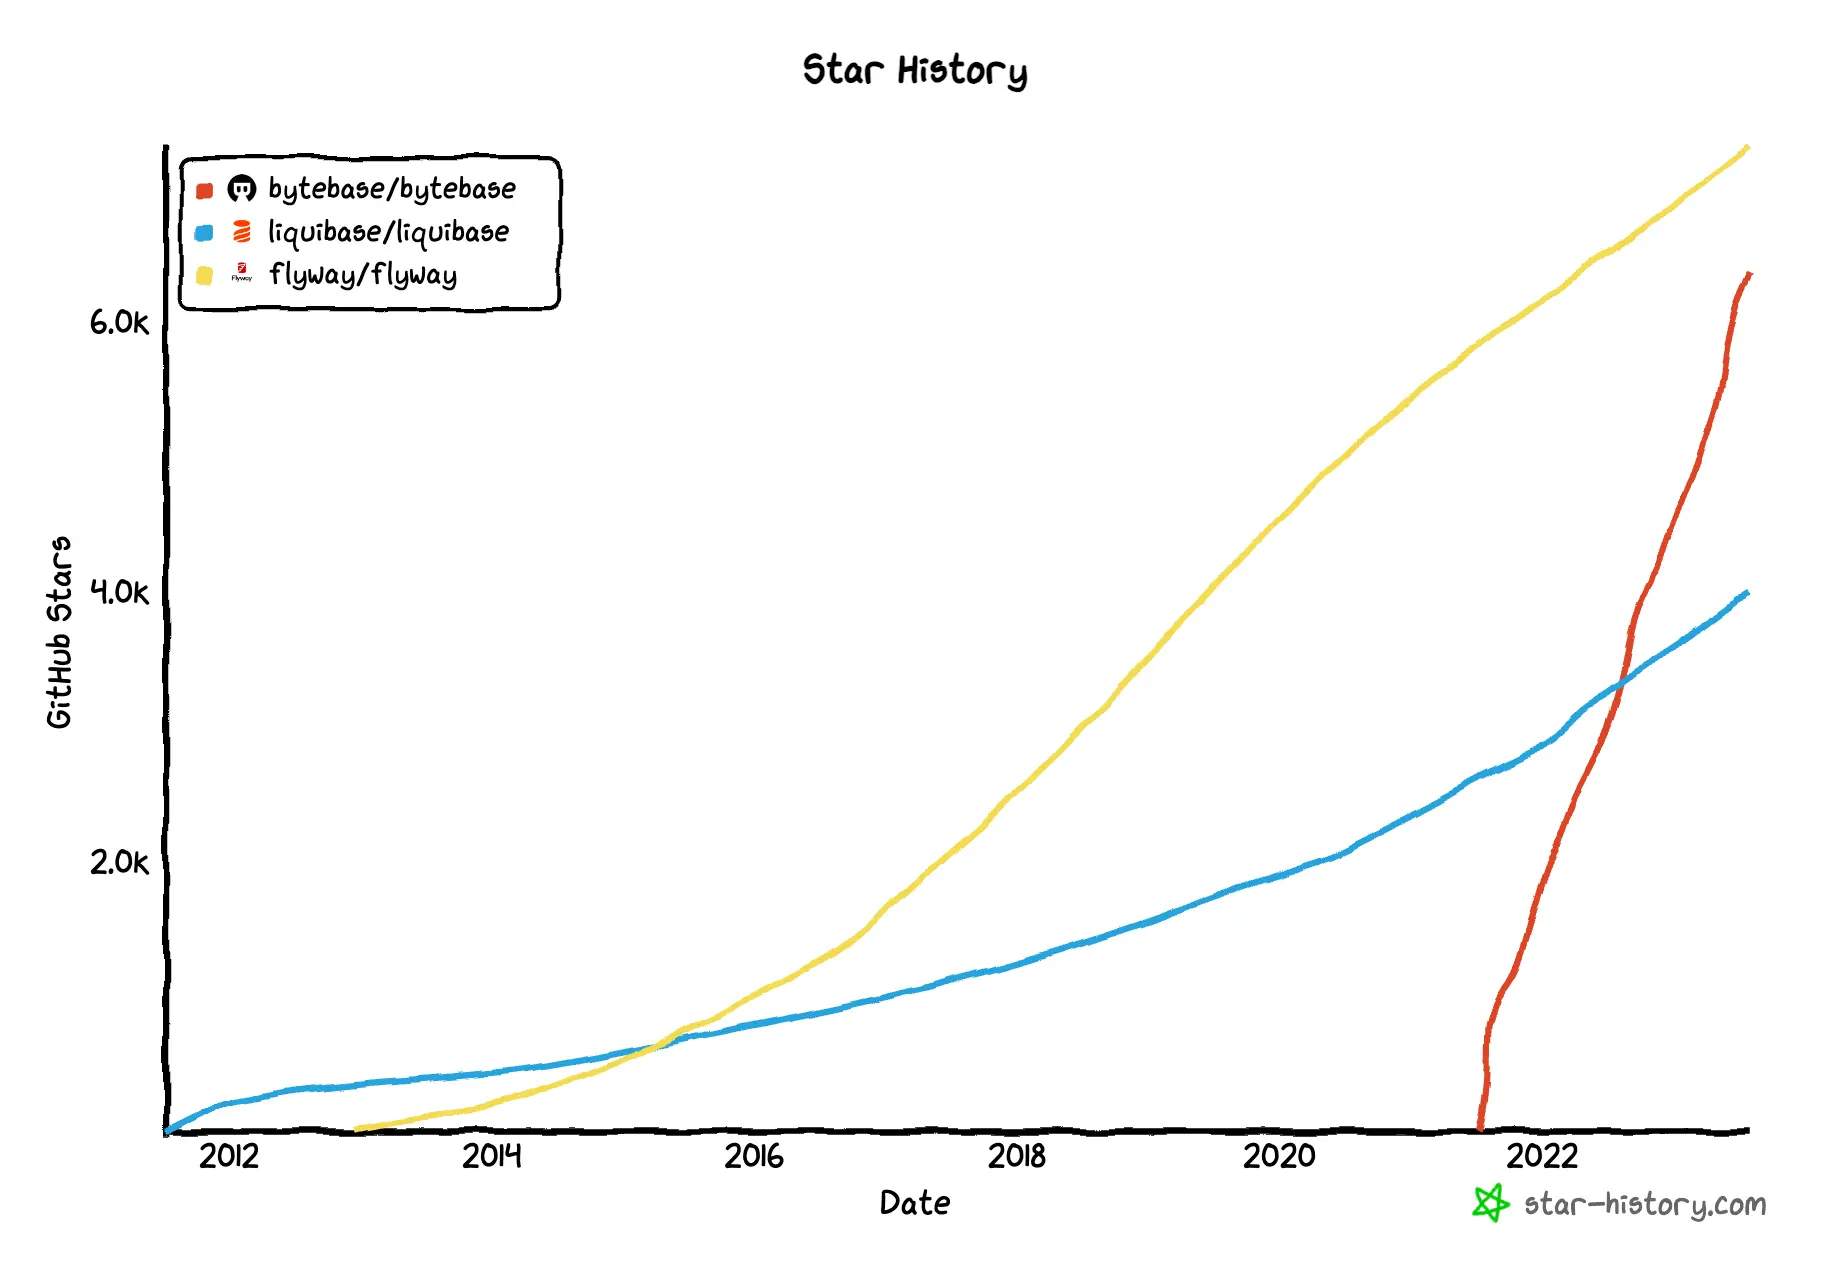 Star History
bytebase/bytebase
liquibase/liquibase
Flyway flyway/flyway
6.0K
4.0K
2.0K
GitHub Stars
2012 2014 2016 2018 2020 2022
Date
star-history.com